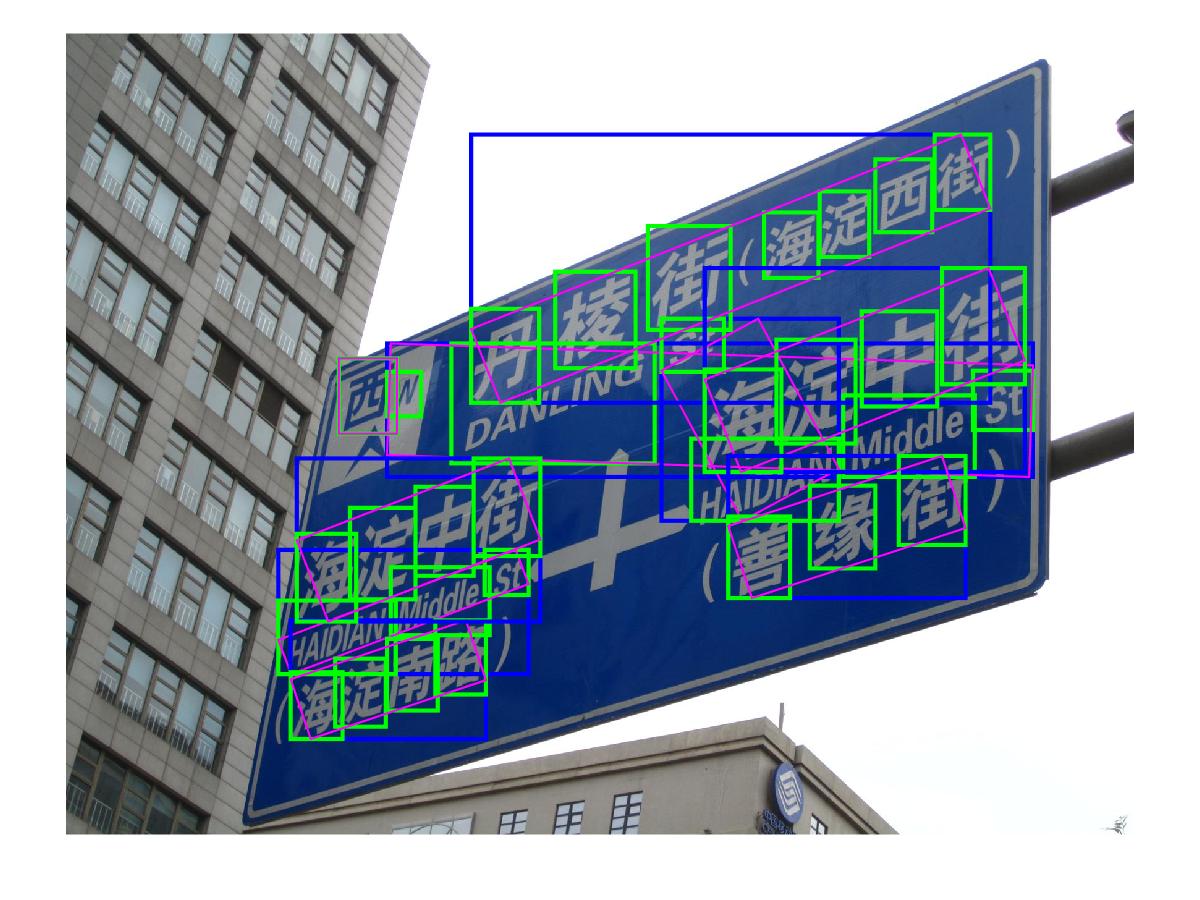 丹棱街(海淀西街)
DANLING St
西 W
海淀中街
HAIDIAN Middle St
(善缘街)
海淀中街
HAIDIAN Middle St
(海淀南路)